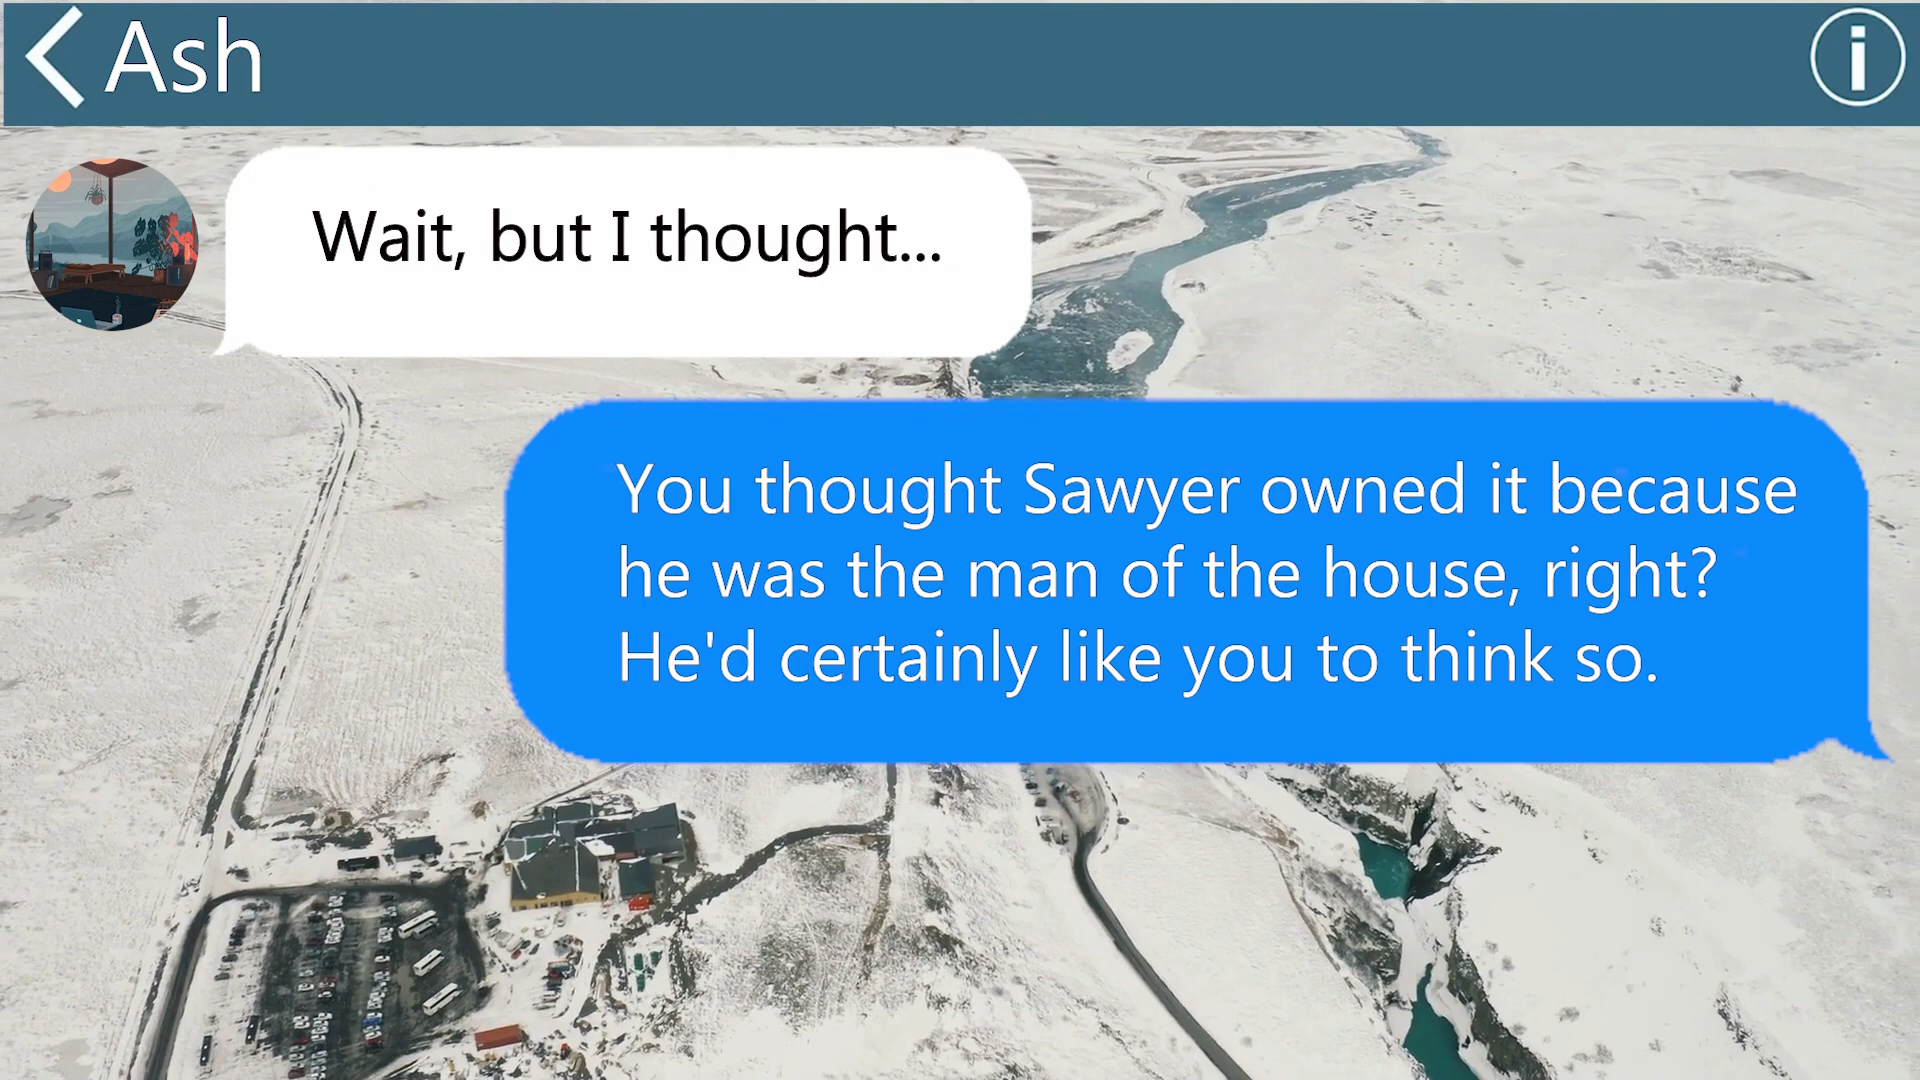 Ash
Wait, but I thought...
You thought Sawyer owned it because
he was the man of the house, right?
He'd certainly like you to think so.